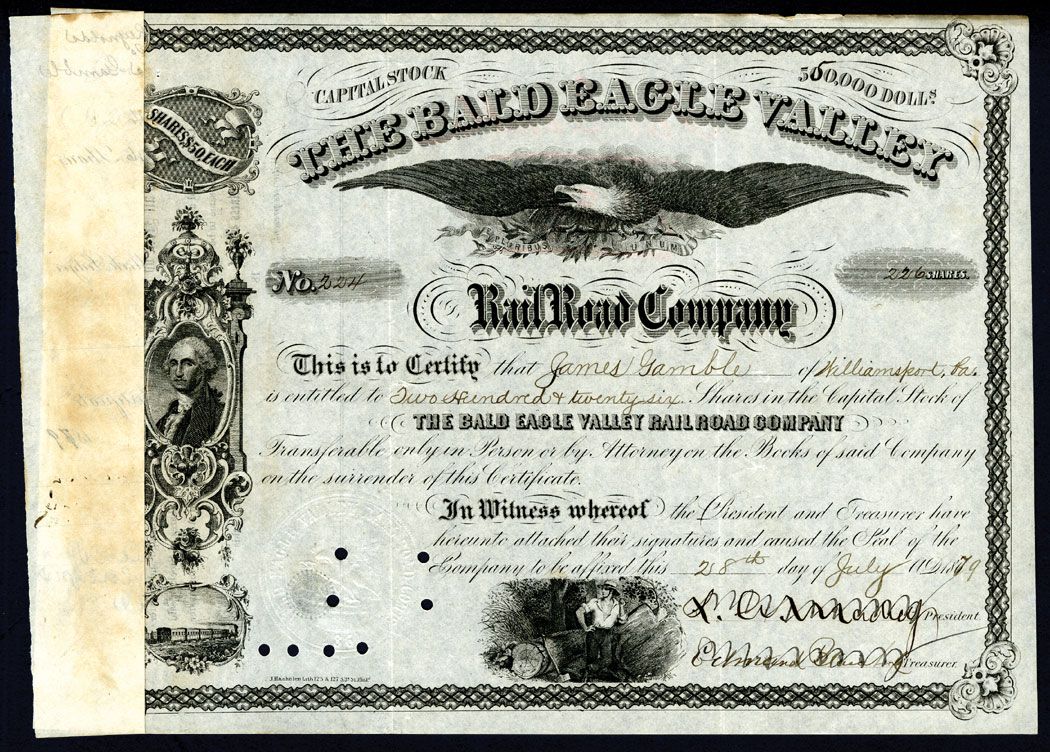 CAPITAL STOCK
550,000 DOLLS.
THE BALD EAGLE VALLEY
SHARES $50 EACH
E PLURIBUS UNUM
No. 224
226 SHARES.
Rail Road Company
This is to Certify that James Gamble of Williamsport, Pa.
is entitled to Two Hundred & twenty six Shares in the Capital Stock of
THE BALD EAGLE VALLEY RAIL ROAD COMPANY
Transferable only in Person or by Attorney on the Books of said Company
on the surrender of this Certificate.
In Witness whereof the President and Treasurer have
hereunto attached their signatures and caused the Seal of the
Company to be affixed this 28th day of July A.D. 1879
President.
Edmund Treasurer.